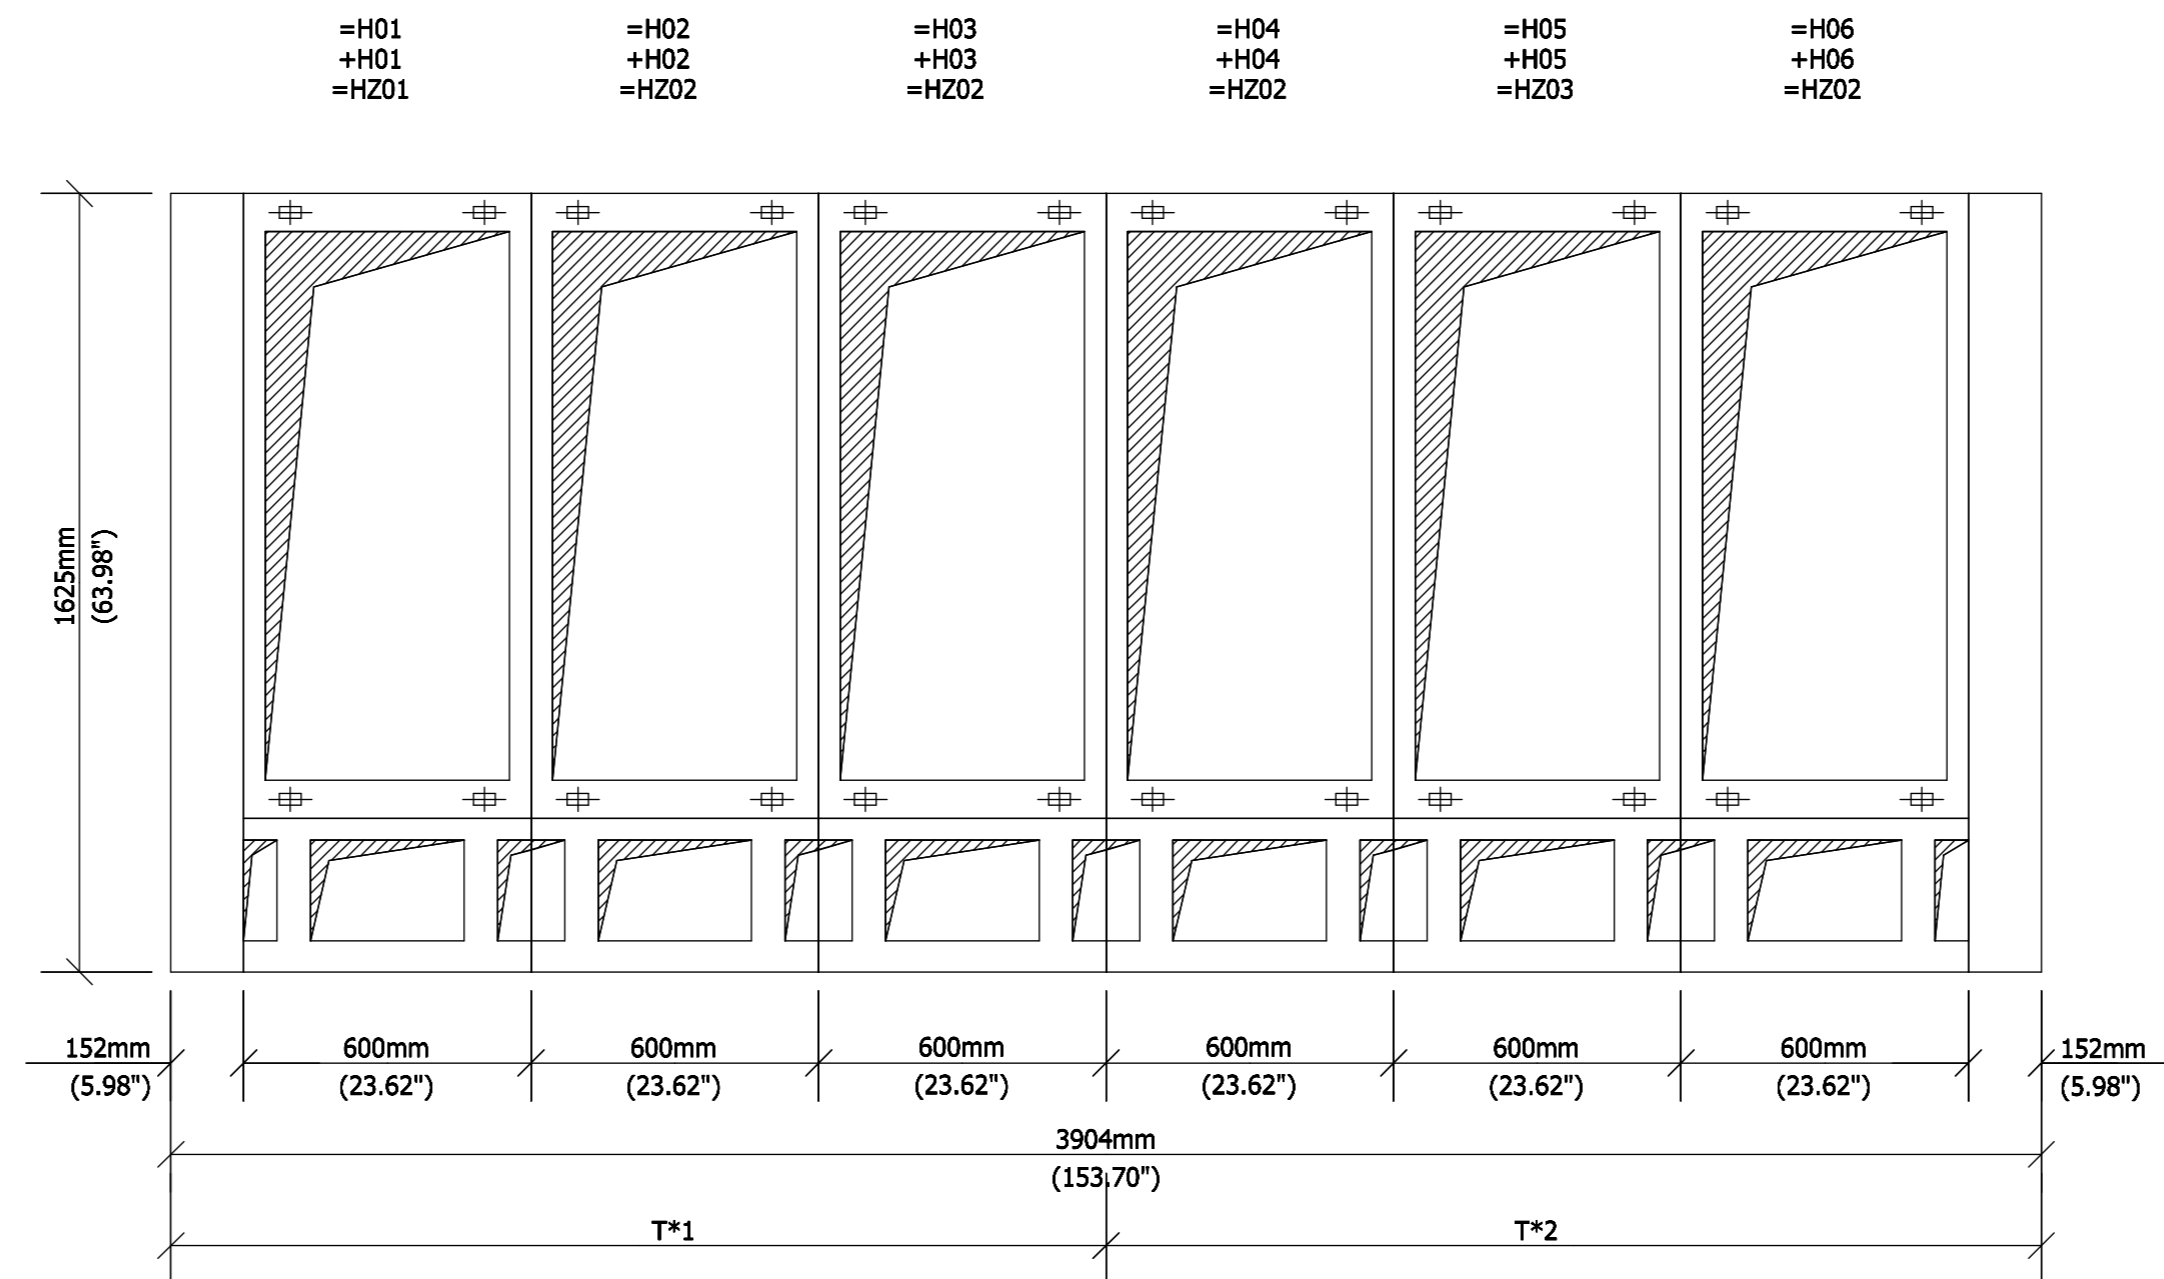 =H01 =H02 =H03 =H04 =H05 =H06
+H01 +H02 +H03 +H04 +H05 +H06
=HZ01 =HZ02 =HZ02 =HZ02 =HZ03 =HZ02
1625mm
(63.98")
152mm 600mm 600mm 600mm 600mm 600mm 600mm 152mm
(5.98") (23.62") (23.62") (23.62") (23.62") (23.62") (23.62") (5.98")
3904mm
(153.70")
T*1 T*2